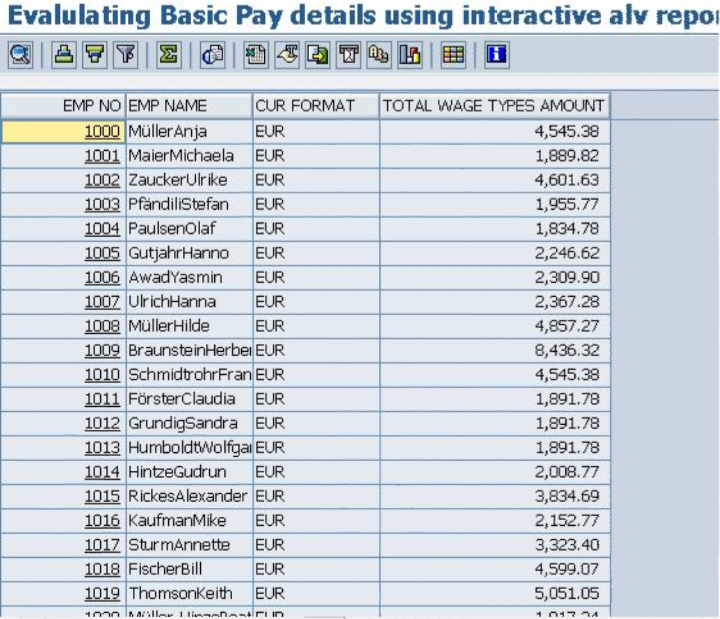 Evalulating Basic Pay details using interactive alv repor
EMP NO EMP NAME CUR FORMAT TOTAL WAGE TYPES AMOUNT
1000 MüllerAnja EUR 4,545.38
1001 MaierMichaela EUR 1,889.82
1002 ZauckerUlrike EUR 4,601.63
1003 PfändiliStefan EUR 1,955.77
1004 PaulsenOlaf EUR 1,834.78
1005 GutjahrHanno EUR 2,246.62
1006 AwadYasmin EUR 2,309.90
1007 UlrichHanna EUR 2,367.28
1008 MüllerHilde EUR 4,857.27
1009 BraunsteinHerber EUR 8,436.32
1010 SchmidtrohrFran EUR 4,545.38
1011 FörsterClaudia EUR 1,891.78
1012 GrundigSandra EUR 1,891.78
1013 HumboldtWolfgan EUR 1,891.78
1014 HintzeGudrun EUR 2,008.77
1015 RickesAlexander EUR 3,834.69
1016 KaufmanMike EUR 2,152.77
1017 SturmAnnette EUR 3,323.40
1018 FischerBill EUR 4,599.07
1019 ThomsonKeith EUR 5,051.05
EUR